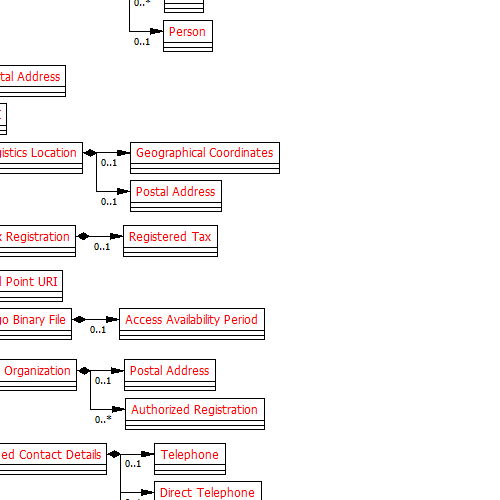 0..*
Person
0..1
tal Address
gistics Location
Geographical Coordinates
0..1
Postal Address
0..1
x Registration
Registered Tax
0..1
l Point URI
go Binary File
Access Availability Period
0..1
Organization
Postal Address
0..1
Authorized Registration
0..*
ed Contact Details
Telephone
0..1
Direct Telephone